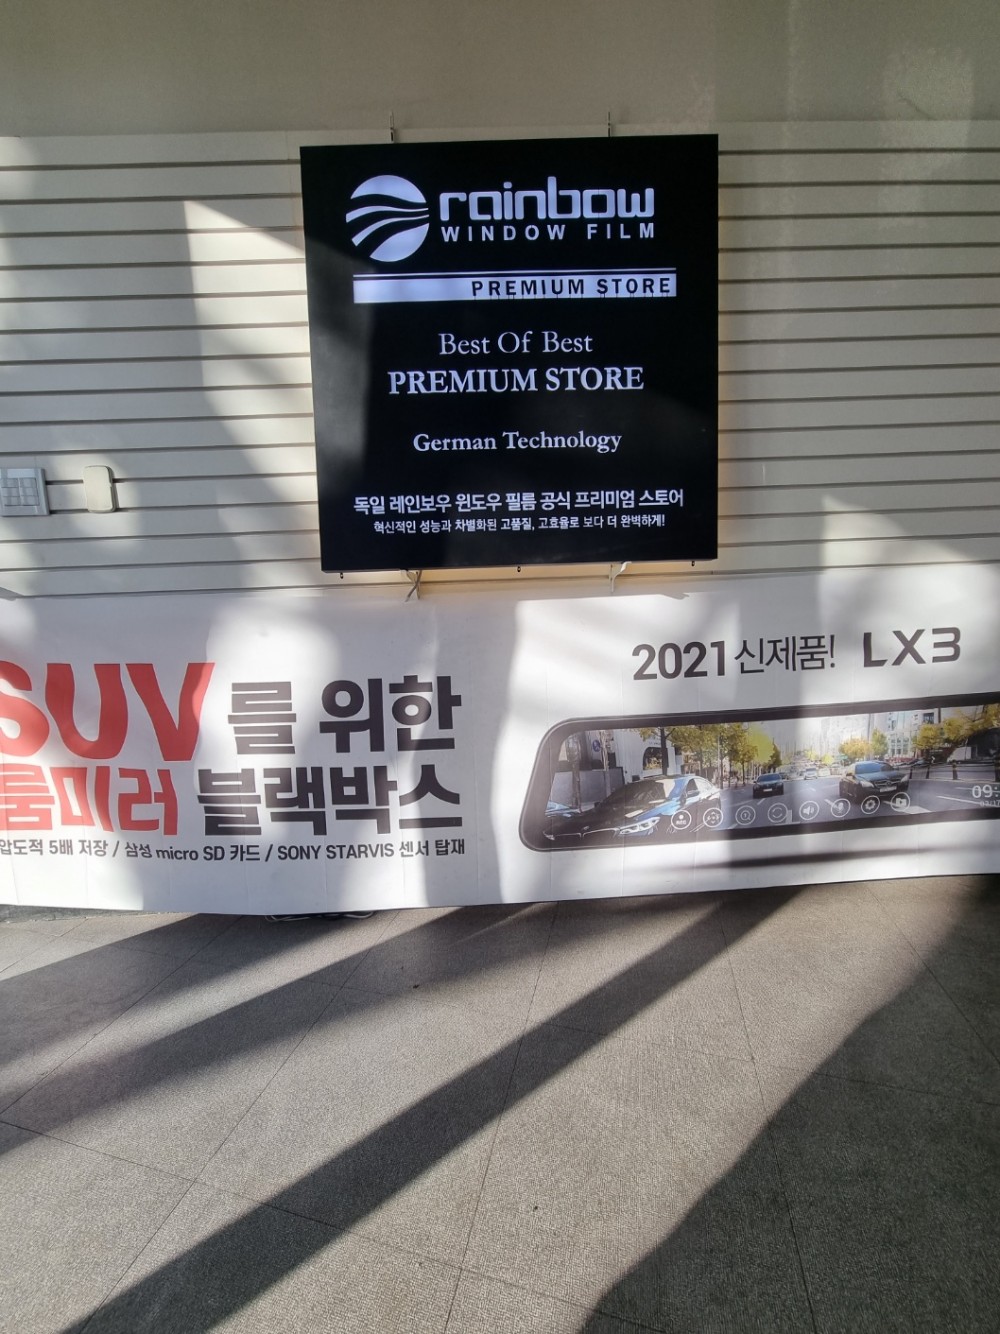 rainbow
WINDOW FILM
PREMIUM STORE
Best Of Best
PREMIUM STORE
German Technology
독일 레인보우 윈도우 필름 공식 프리미엄 스토어
혁신적인 성능과 차별화된 고품질, 고효율로 보다 더 완벽하게!
2021 신제품! LX3
SUV를 위한
룸미러 블랙박스
압도적 5배 저장 / 삼성 micro SD 카드 / SONY STARVIS 센서 탑재
09: